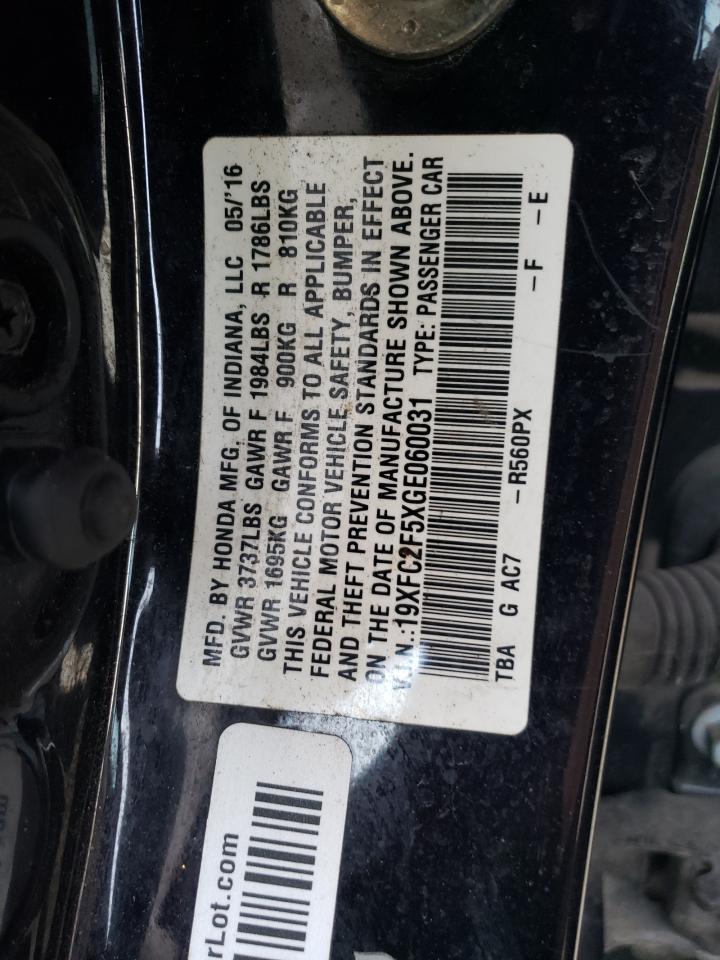 MFD. BY HONDA MFG. OF INDIANA, LLC 05/'16
GVWR 3737LBS GAWR F 1984LBS R 1786LBS
GVWR 1695KG GAWR F 900KG R 810KG
THIS VEHICLE CONFORMS TO ALL APPLICABLE
FEDERAL MOTOR VEHICLE SAFETY, BUMPER,
AND THEFT PREVENTION STANDARDS IN EFFECT
ON THE DATE OF MANUFACTURE SHOWN ABOVE.
V.I.N.:19XFC2F5XGE060031 TYPE: PASSENGER CAR
TBA G AC7 –R560PX –F –E
rLot.com